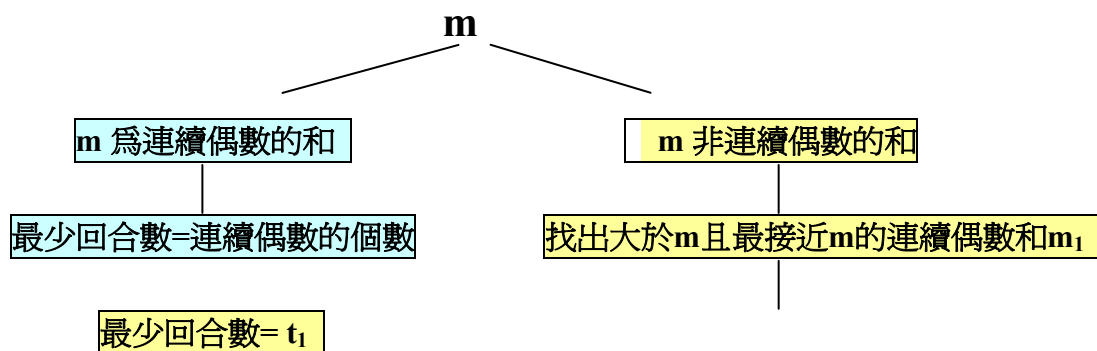 m
m 爲連續偶數的和
m 非連續偶數的和
最少回合數=連續偶數的個數
找出大於m且最接近m的連續偶數和m₁
最少回合數= t₁